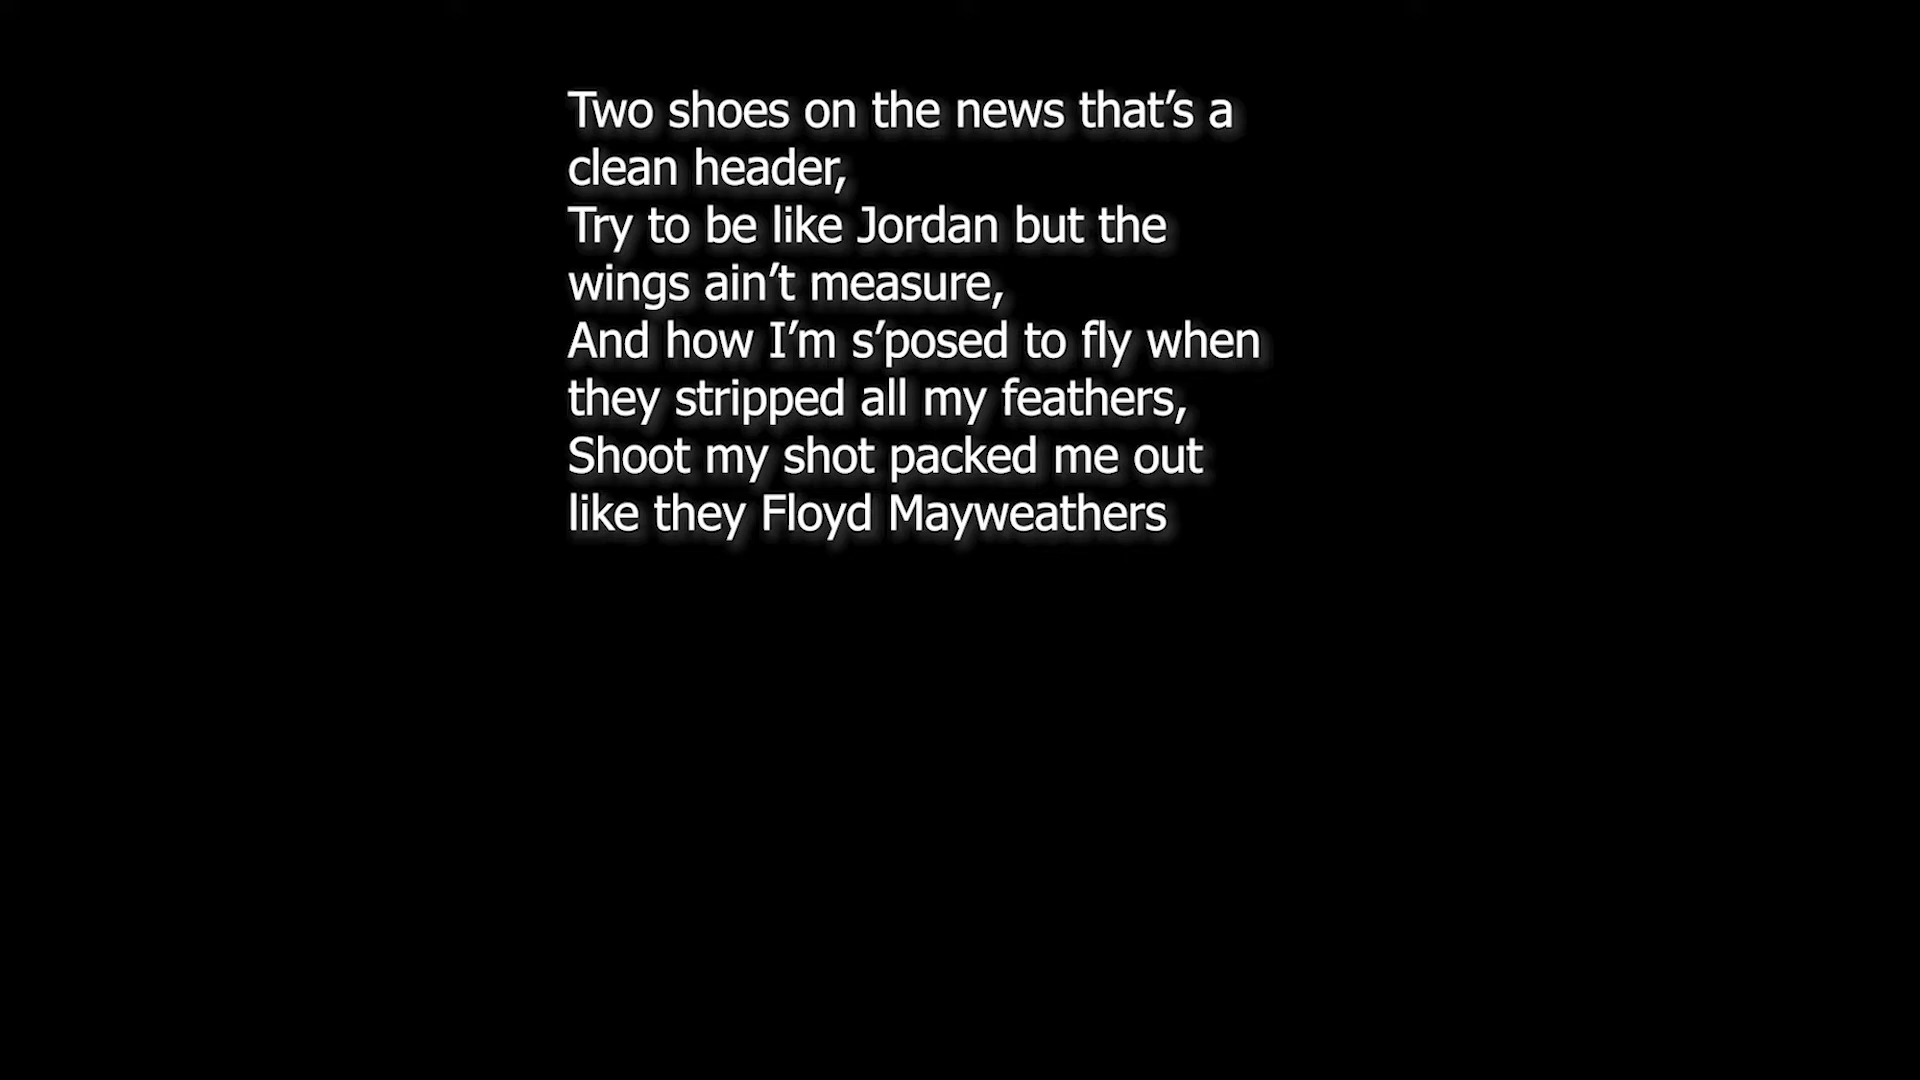 Two shoes on the news that’s a
clean header,
Try to be like Jordan but the
wings ain’t measure,
And how I’m s’posed to fly when
they stripped all my feathers,
Shoot my shot packed me out
like they Floyd Mayweathers